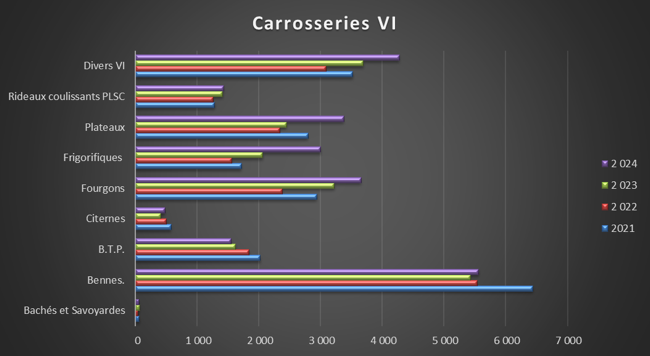 Carrosseries VI
Divers VI
Rideaux coulissants PLSC
Plateaux
Frigorifiques
Fourgons
Citernes
B.T.P.
Bennes.
Bachés et Savoyardes
2 024
2 023
2 022
2021
0 1 000 2 000 3 000 4 000 5 000 6 000 7 000